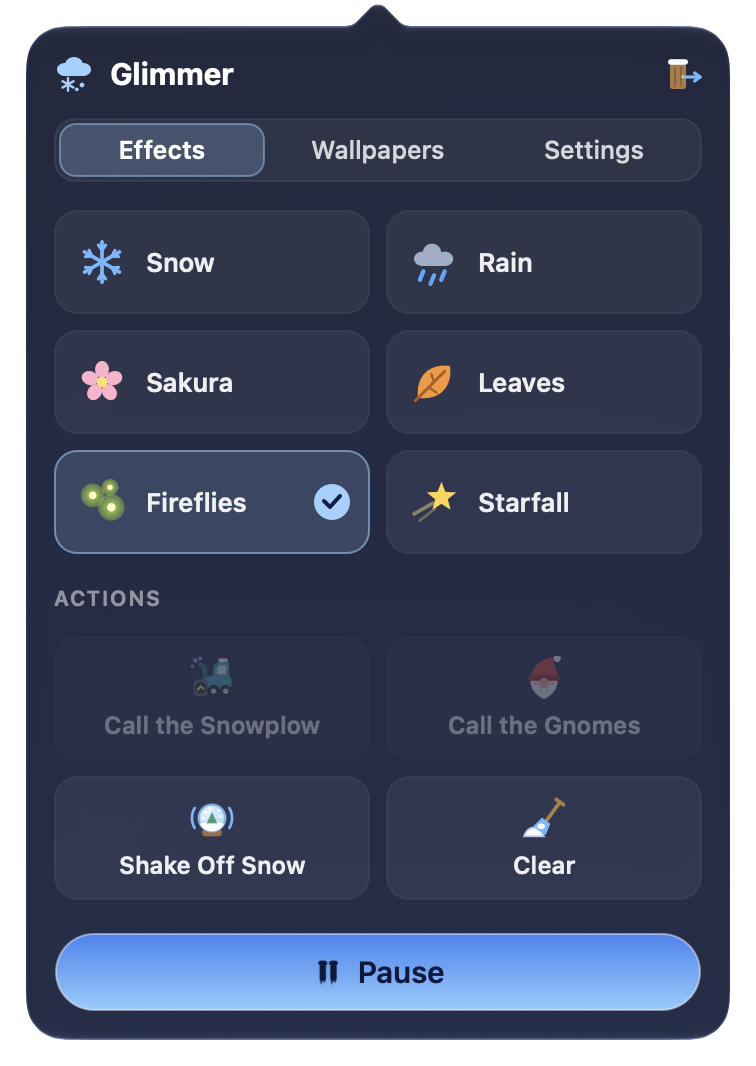 Glimmer
Effects Wallpapers Settings
Snow Rain
Sakura Leaves
Fireflies Starfall
ACTIONS
Call the Snowplow Call the Gnomes
Shake Off Snow Clear
Pause